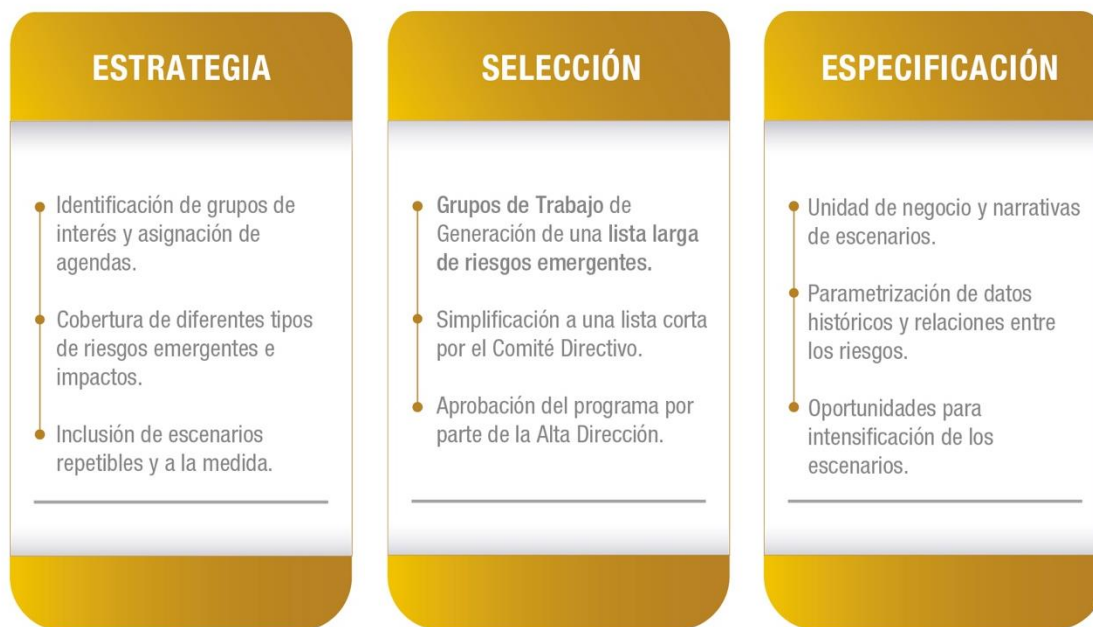 ESTRATEGIA
Identificación de grupos de
interés y asignación de
agendas.
Cobertura de diferentes tipos
de riesgos emergentes e
impactos.
Inclusión de escenarios
repetibles y a la medida.
SELECCIÓN
Grupos de Trabajo de
Generación de una lista larga
de riesgos emergentes.
Simplificación a una lista corta
por el Comité Directivo.
Aprobación del programa por
parte de la Alta Dirección.
ESPECIFICACIÓN
Unidad de negocio y narrativas
de escenarios.
Parametrización de datos
históricos y relaciones entre
los riesgos.
Oportunidades para
intensificación de los
escenarios.